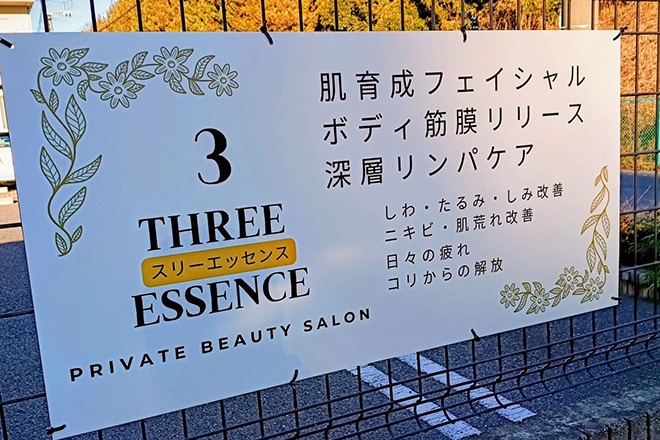 3
THREE
スリーエッセンス
ESSENCE
PRIVATE BEAUTY SALON
肌育成フェイシャル
ボディ筋膜リリース
深層リンパケア
しわ・たるみ・しみ改善
ニキビ・肌荒れ改善
日々の疲れ
コリからの解放